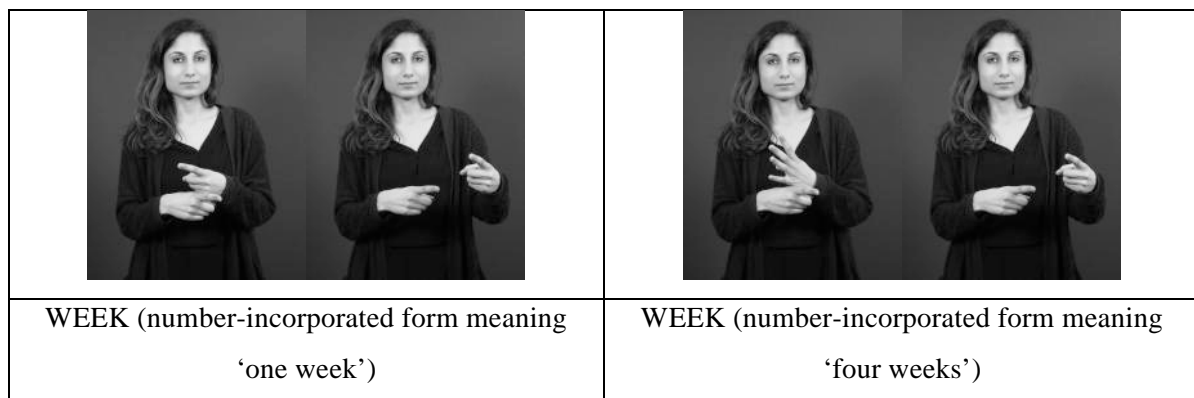 WEEK (number-incorporated form meaning
‘one week’)
WEEK (number-incorporated form meaning
‘four weeks’)